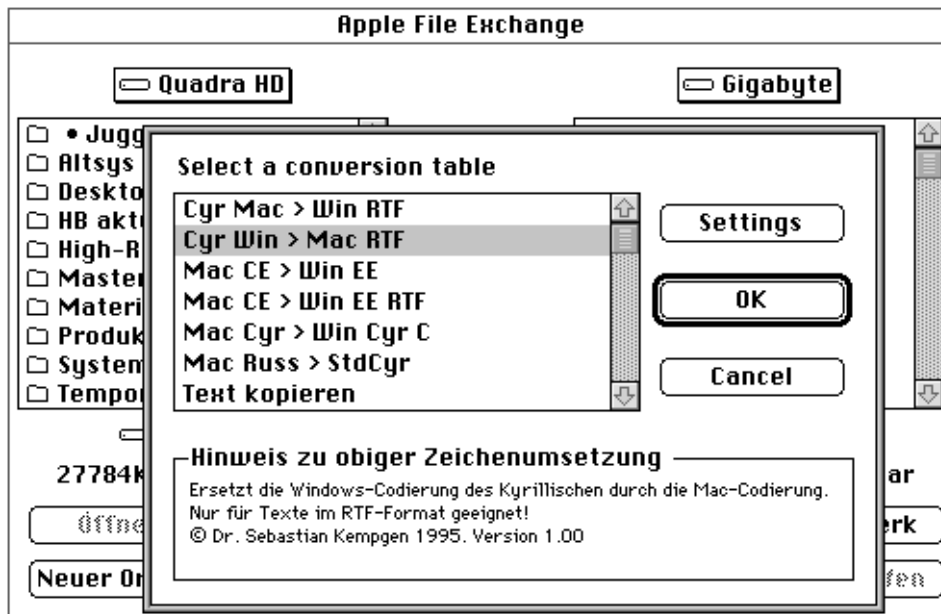 Apple File Exchange
Quadra HD
Gigabyte
• Jugg
Altsys
Deskto
HB aktu
High-R
Master
Materi
Produk
System
Tempor
27784K
Öffne
Neuer Or
Select a conversion table
Cyr Mac > Win RTF
Cyr Win > Mac RTF
Mac CE > Win EE
Mac CE > Win EE RTF
Mac Cyr > Win Cyr C
Mac Russ > StdCyr
Text kopieren
Settings
OK
Cancel
Hinweis zu obiger Zeichenumsetzung
Ersetzt die Windows-Codierung des Kyrillischen durch die Mac-Codierung.
Nur für Texte im RTF-Format geeignet!
© Dr. Sebastian Kempgen 1995. Version 1.00
ar
erk
fen